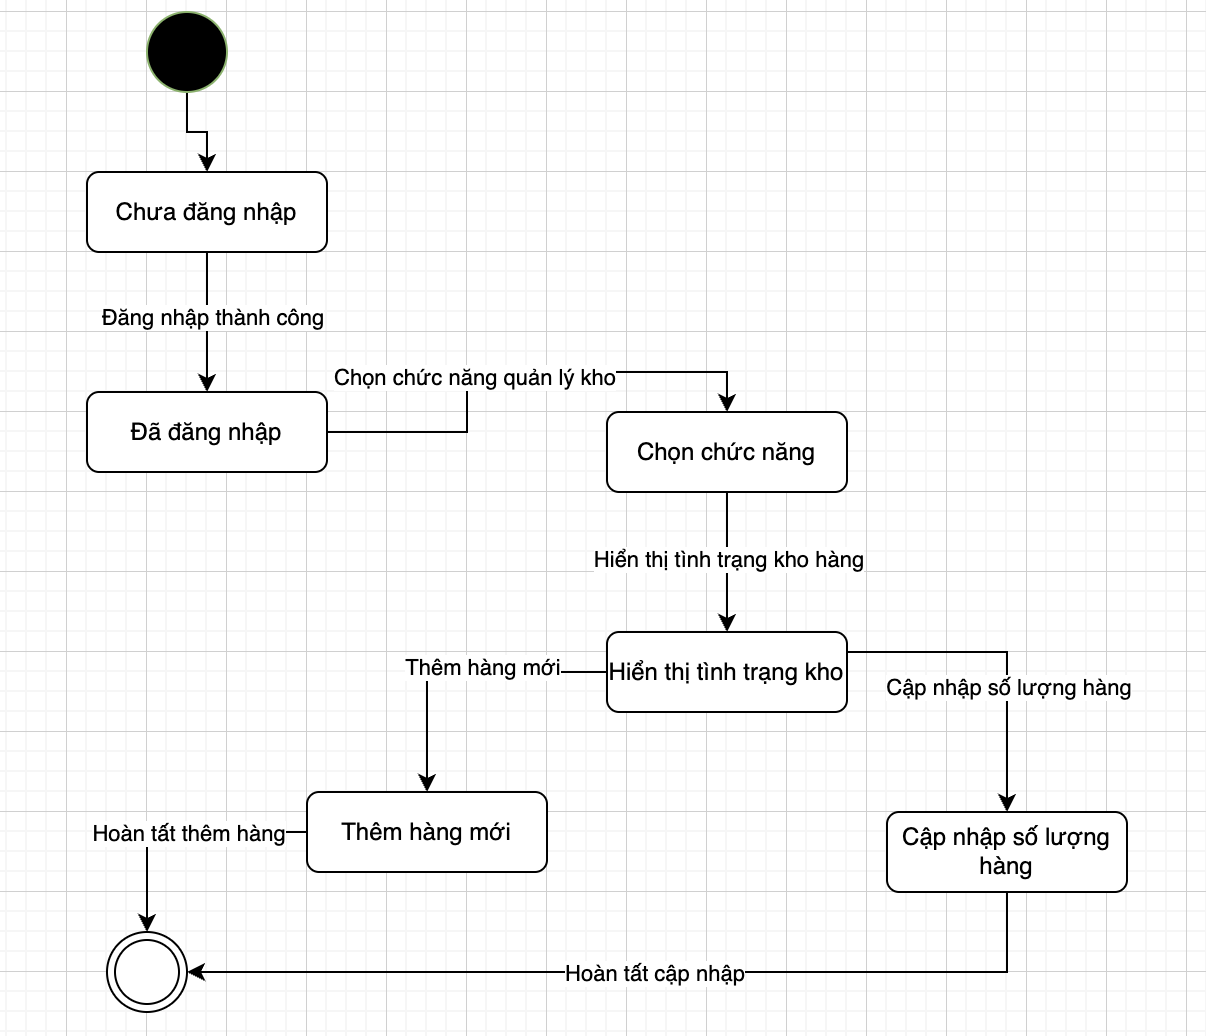 Chưa đăng nhập
Đăng nhập thành công
Chọn chức năng quản lý kho
Đã đăng nhập
Chọn chức năng
Hiển thị tình trạng kho hàng
Thêm hàng mới
Hiển thị tình trạng kho
Cập nhập số lượng hàng
Hoàn tất thêm hàng
Thêm hàng mới
Cập nhập số lượng
hàng
Hoàn tất cập nhập